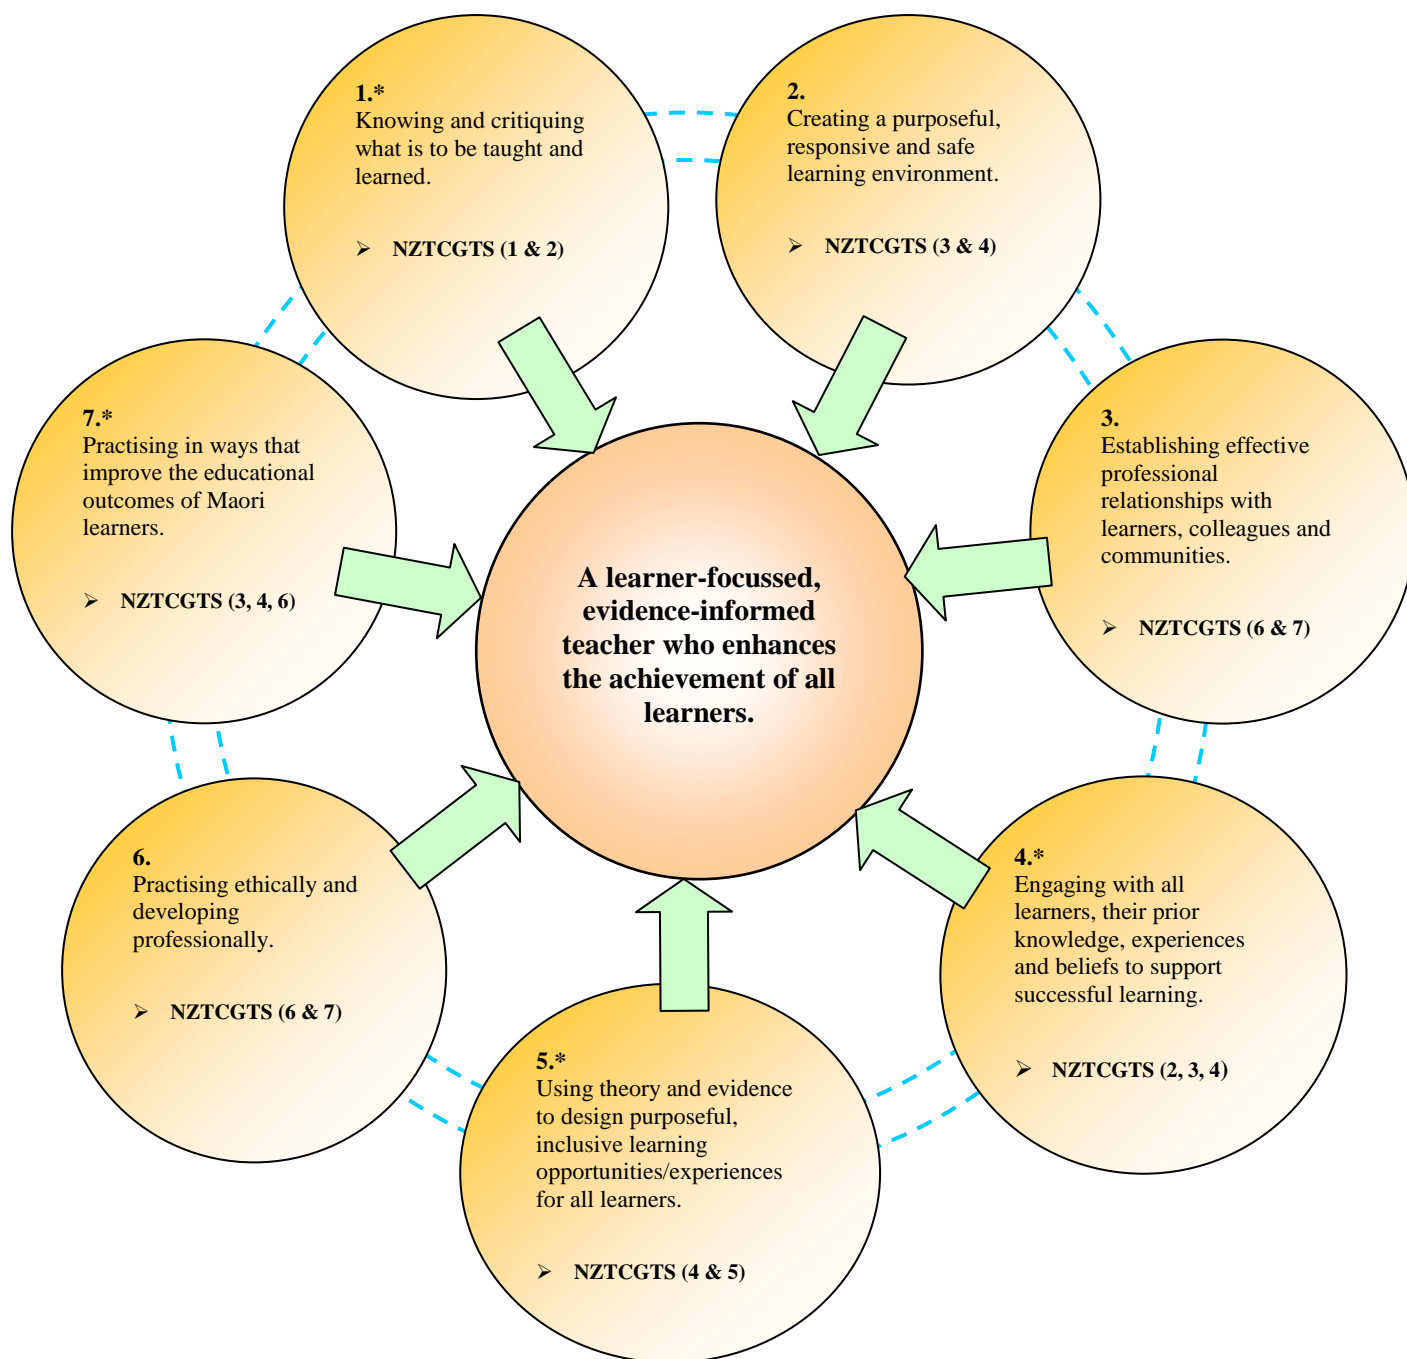 1.*
Knowing and critiquing
what is to be taught and
learned.
➢ NZTCGTS (1 & 2)
2.
Creating a purposeful,
responsive and safe
learning environment.
➢ NZTCGTS (3 & 4)
7.*
Practising in ways that
improve the educational
outcomes of Maori
learners.
➢ NZTCGTS (3, 4, 6)
A learner-focussed,
evidence-informed
teacher who enhances
the achievement of all
learners.
3.
Establishing effective
professional
relationships with
learners, colleagues and
communities.
➢ NZTCGTS (6 & 7)
6.
Practising ethically and
developing
professionally.
➢ NZTCGTS (6 & 7)
4.*
Engaging with all
learners, their prior
knowledge, experiences
and beliefs to support
successful learning.
➢ NZTCGTS (2, 3, 4)
5.*
Using theory and evidence
to design purposeful,
inclusive learning
opportunities/experiences
for all learners.
➢ NZTCGTS (4 & 5)